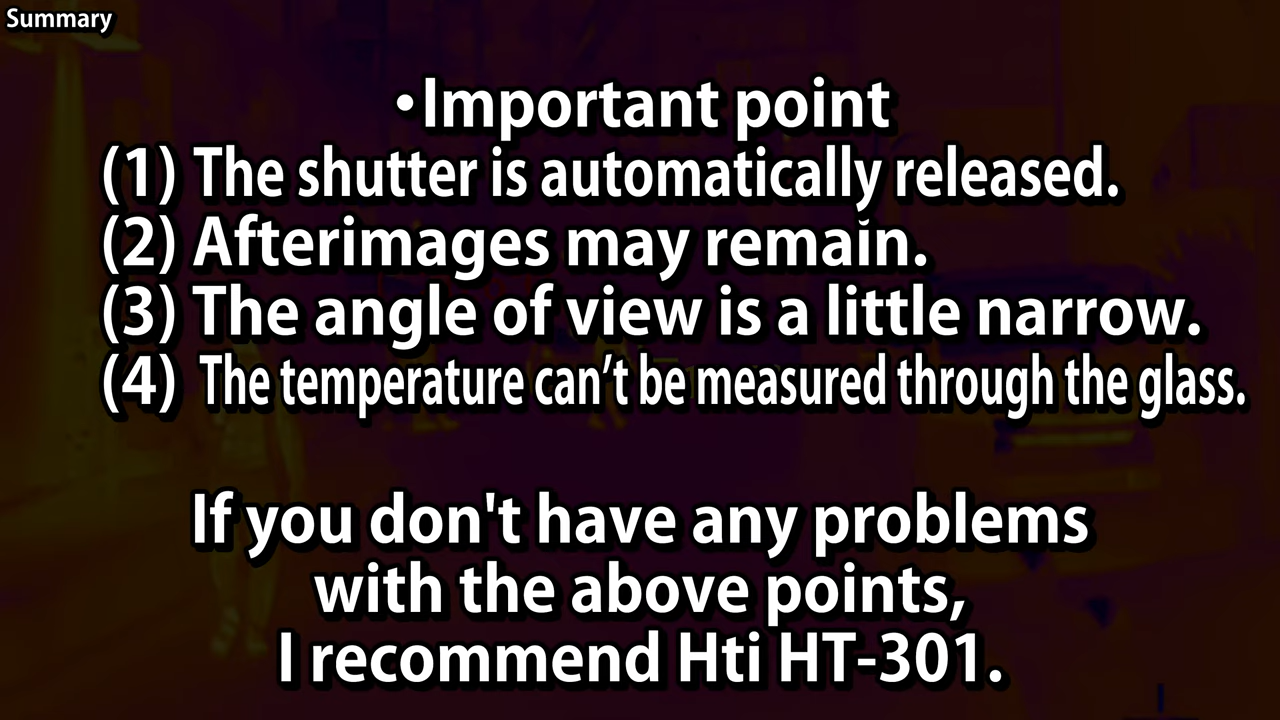 Summary
•Important point
(1) The shutter is automatically released.
(2) Afterimages may remain.
(3) The angle of view is a little narrow.
(4) The temperature can’t be measured through the glass.
If you don't have any problems
with the above points,
I recommend Hti HT-301.